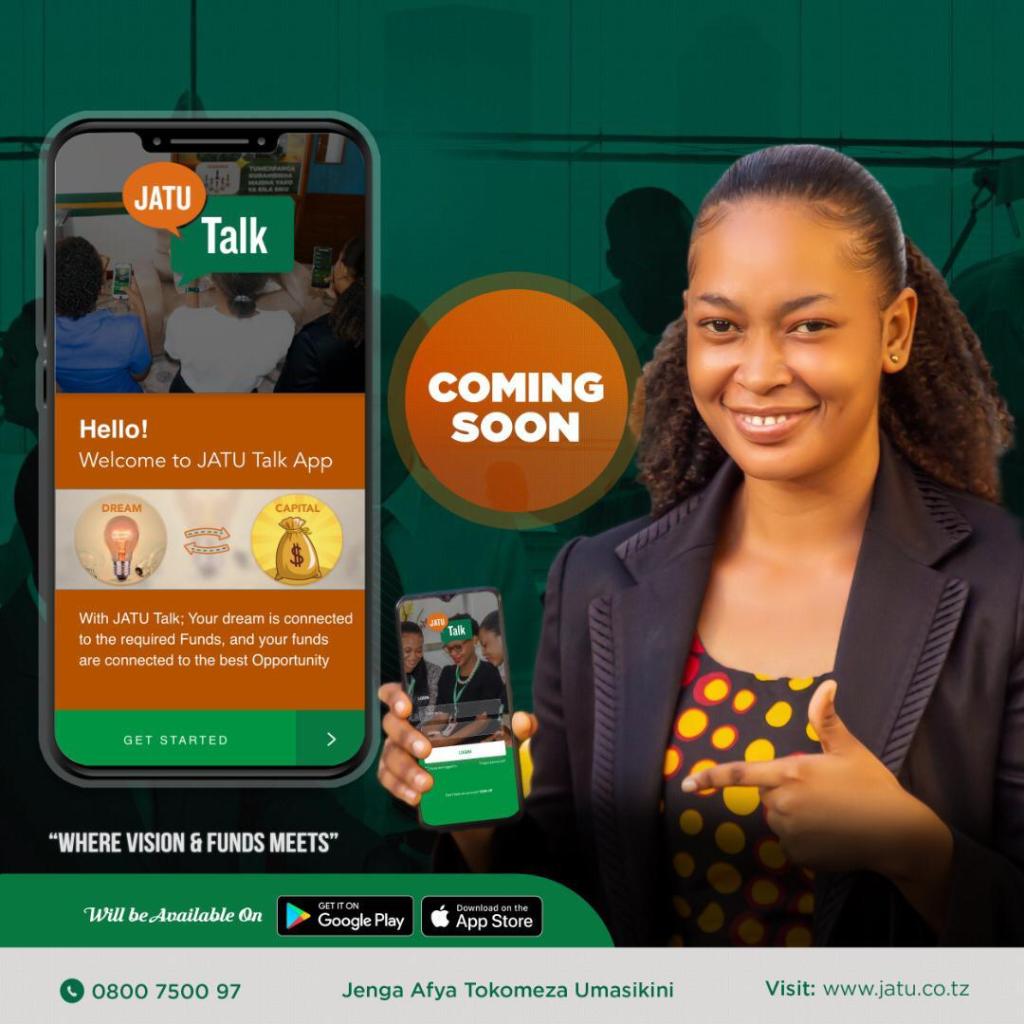 JATU
Talk
Hello!
Welcome to JATU Talk App
DREAM
CAPITAL
$
With JATU Talk; Your dream is connected
to the required Funds, and your funds
are connected to the best Opportunity
GET STARTED
COMING
SOON
JATU
Talk
LOGIN
“WHERE VISION & FUNDS MEETS”
Will be Available On
GET IT ON
Google Play
Download on the
App Store
0800 7500 97
Jenga Afya Tokomeza Umasikini
Visit: www.jatu.co.tz